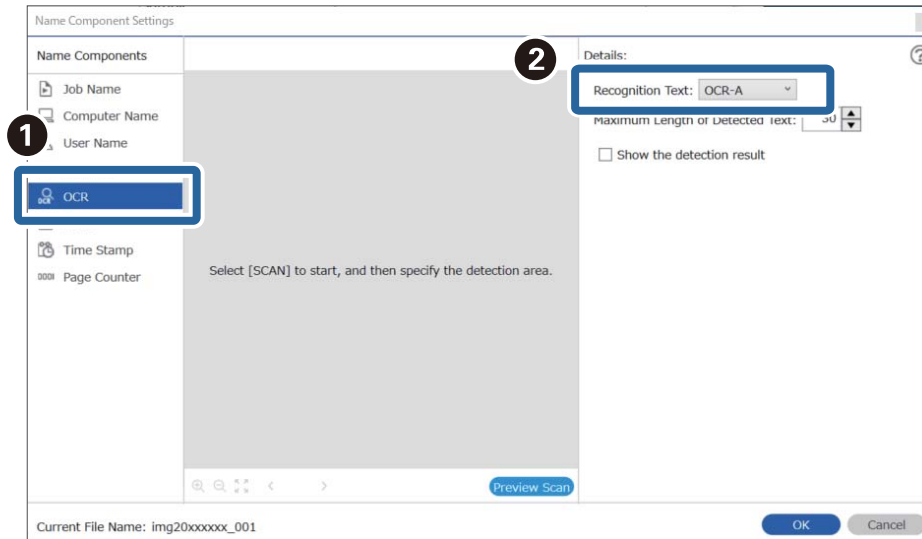 Name Component Settings
Name Components
Job Name
Computer Name
User Name
OCR
Time Stamp
Page Counter
1
2
Select [SCAN] to start, and then specify the detection area.
Preview Scan
Details:
?
Recognition Text: OCR-A
Maximum Length of Detected Text: 30
Show the detection result
Current File Name: img20xxxxxx_001
OK
Cancel